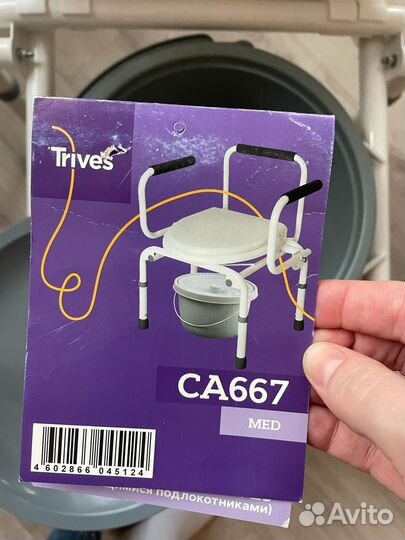 Trives
CA667
MED
4 602866 045124
подлокотниками)
Avito